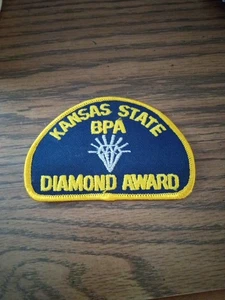 KANSAS STATE
BPA
DIAMOND AWARD